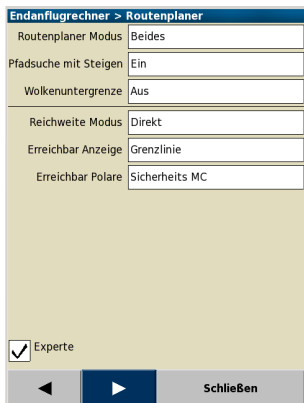 Endanflugrechner > Routenplaner
Routenplaner Modus Beides
Pfadsuche mit Steigen Ein
Wolkenuntergrenze Aus
Reichweite Modus Direkt
Erreichbar Anzeige Grenzlinie
Erreichbar Polare Sicherheits MC
Experte
Schließen